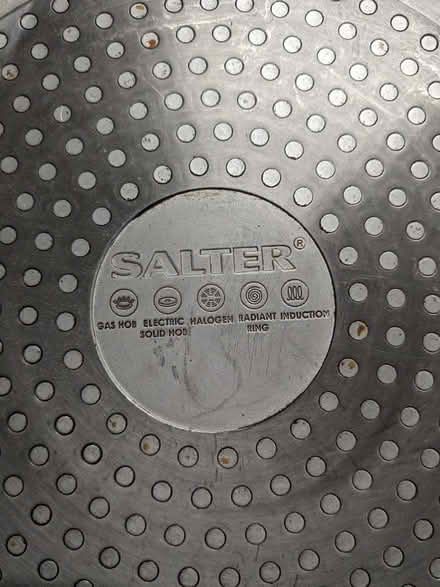 SALTER®
GAS HOB ELECTRIC HALOGEN RADIANT INDUCTION
SOLID HOB RING